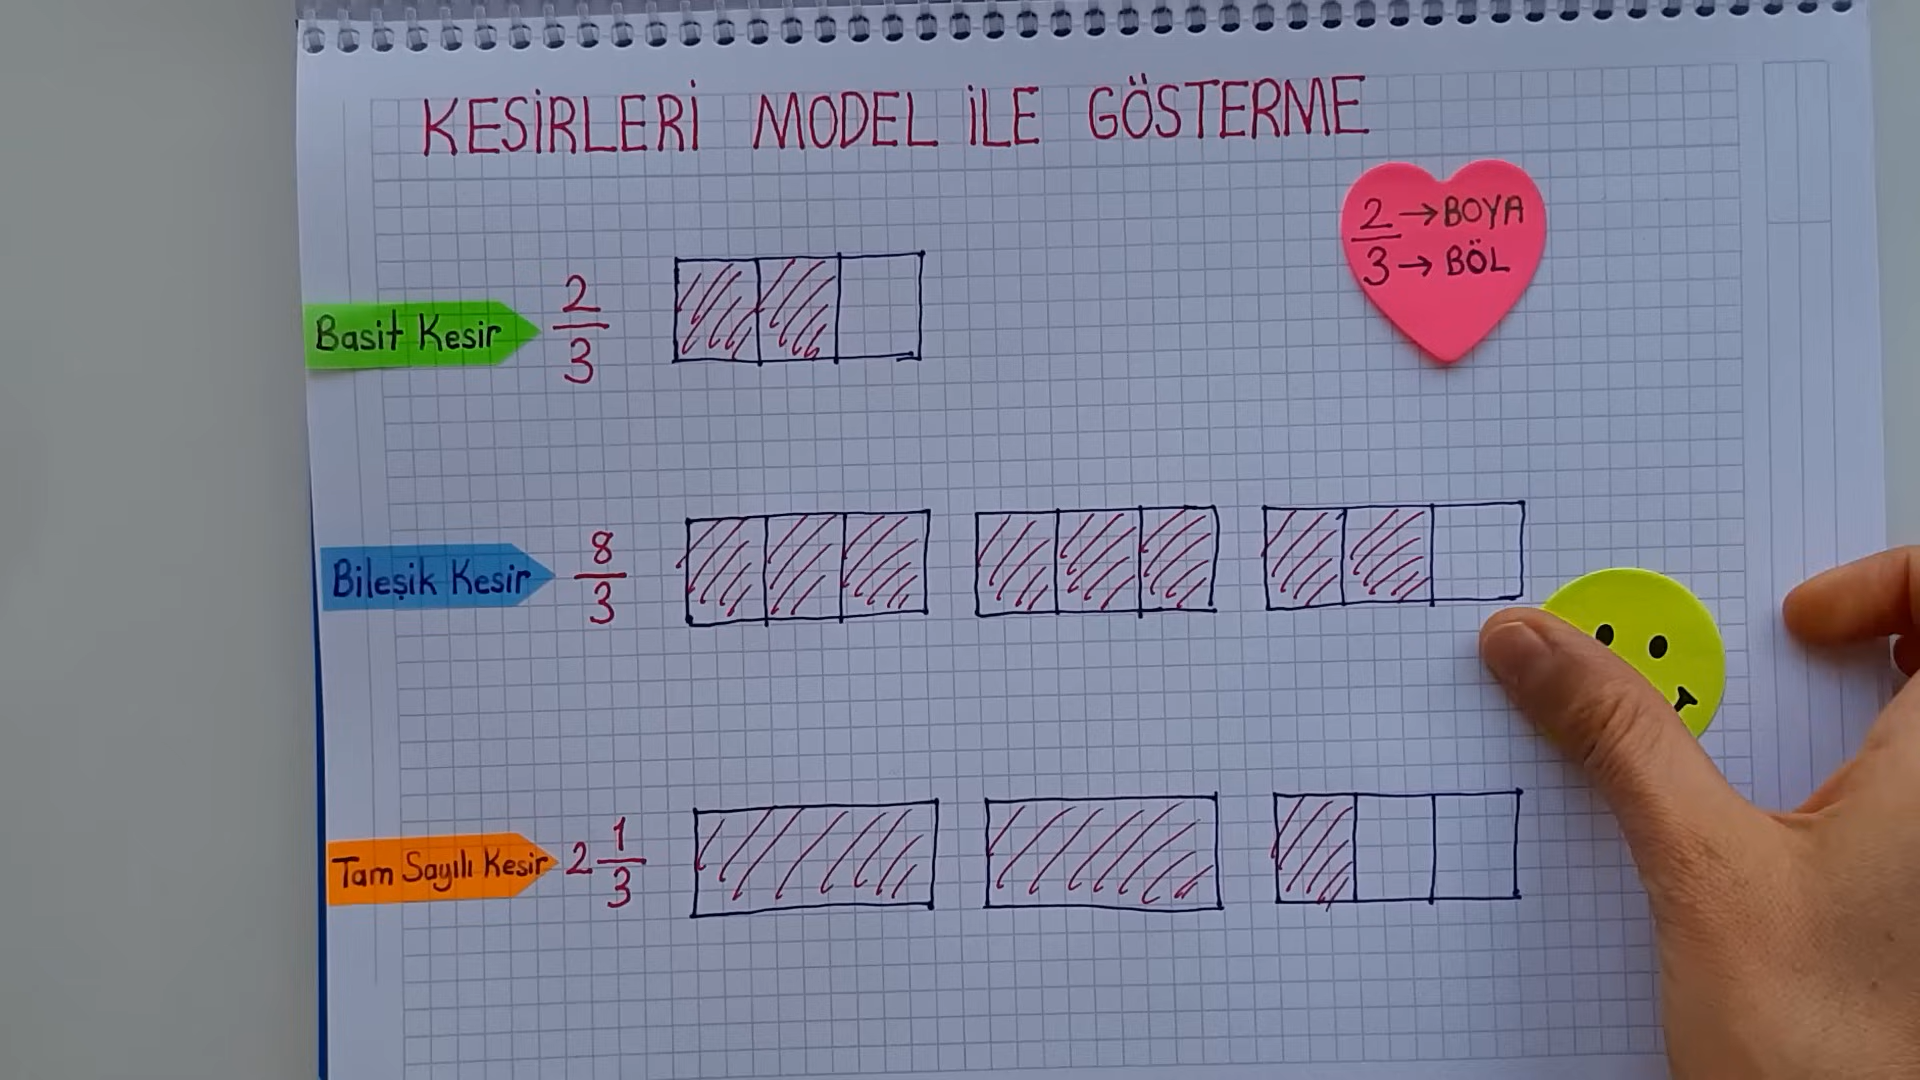 KESİRLERİ MODEL İLE GÖSTERME
2/3 → BOYA
3 → BÖL
Basit Kesir 2/3
Bileşik Kesir 8/3
Tam Sayılı Kesir 2 1/3